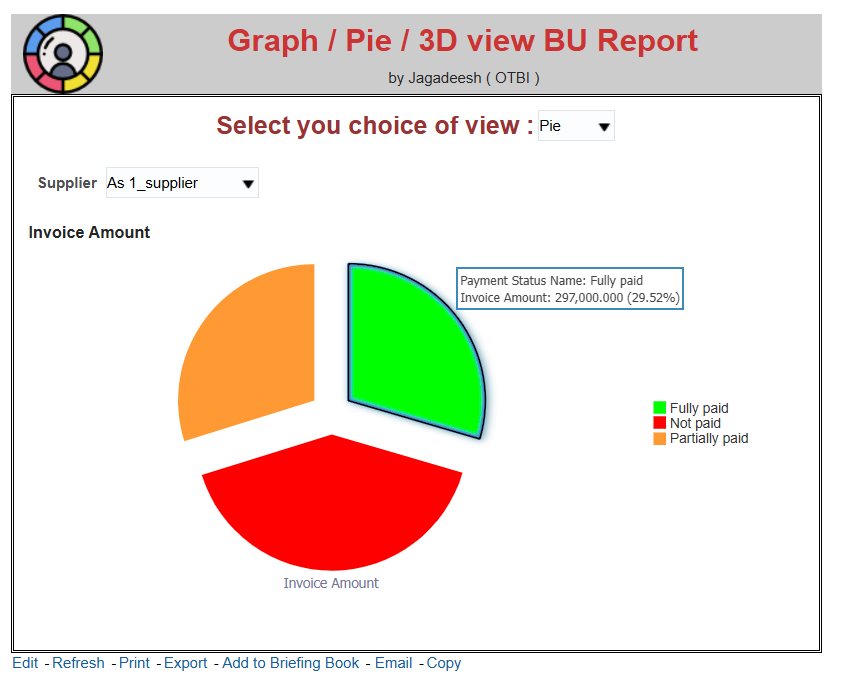 Graph / Pie / 3D view BU Report
by Jagadeesh ( OTBI )
Select you choice of view : Pie
Supplier As 1_supplier
Invoice Amount
Payment Status Name: Fully paid
Invoice Amount: 297,000.000 (29.52%)
Fully paid
Not paid
Partially paid
Invoice Amount
Edit - Refresh - Print - Export - Add to Briefing Book - Email - Copy